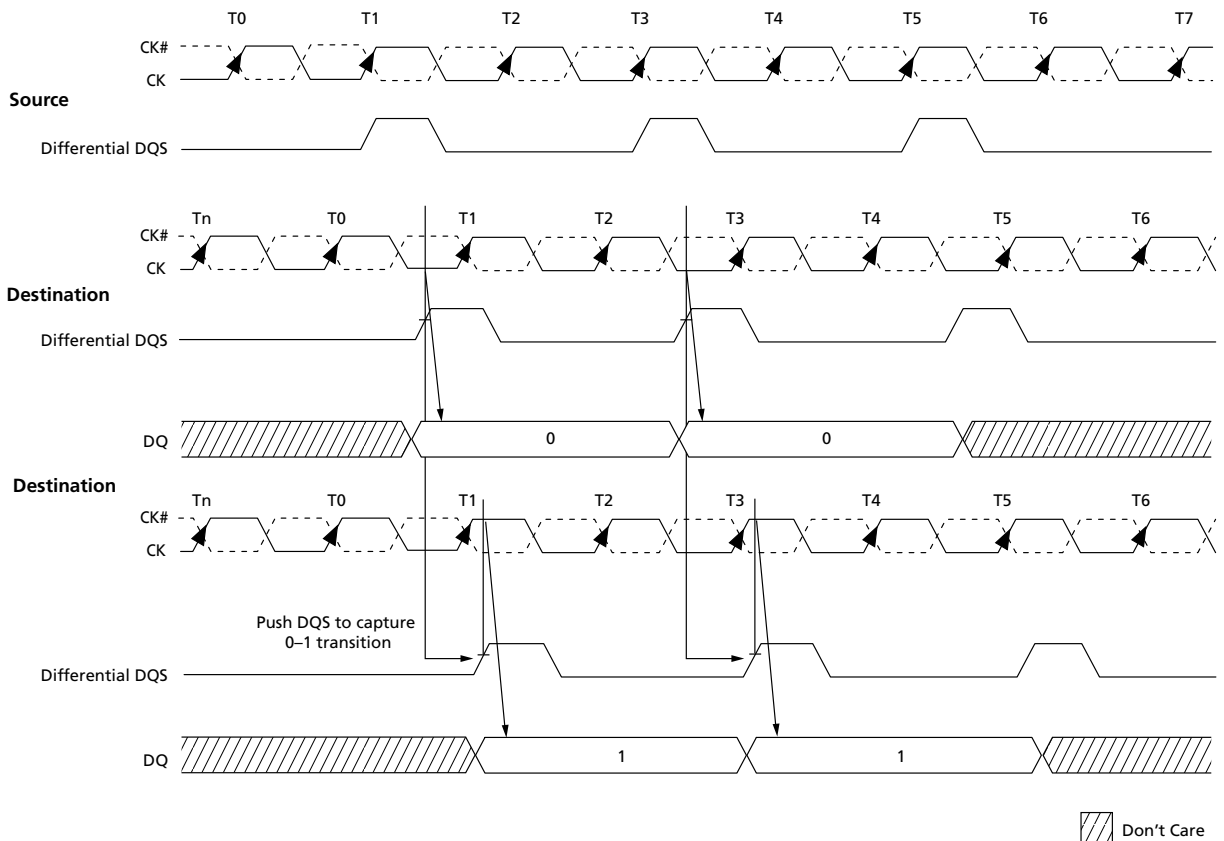 T0 T1 T2 T3 T4 T5 T6 T7
CK#
CK
Source
Differential DQS
Tn T0 T1 T2 T3 T4 T5 T6
CK#
CK
Destination
Differential DQS
DQ 0 0
Destination
Tn T0 T1 T2 T3 T4 T5 T6
CK#
CK
Push DQS to capture
0–1 transition
Differential DQS
DQ 1 1
Don't Care